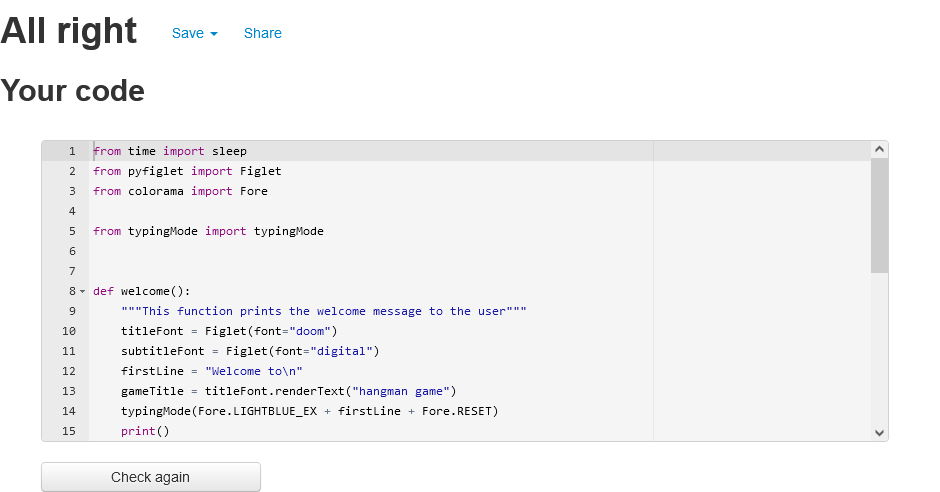 All right
Save
Share
Your code
1 from time import sleep
2 from pyfiglet import Figlet
3 from colorama import Fore
4
5 from typingMode import typingMode
6
7
8 def welcome():
9     """This function prints the welcome message to the user"""
10     titleFont = Figlet(font="doom")
11     subtitleFont = Figlet(font="digital")
12     firstLine = "Welcome to\n"
13     gameTitle = titleFont.renderText("hangman game")
14     typingMode(Fore.LIGHTBLUE_EX + firstLine + Fore.RESET)
15     print()
Check again